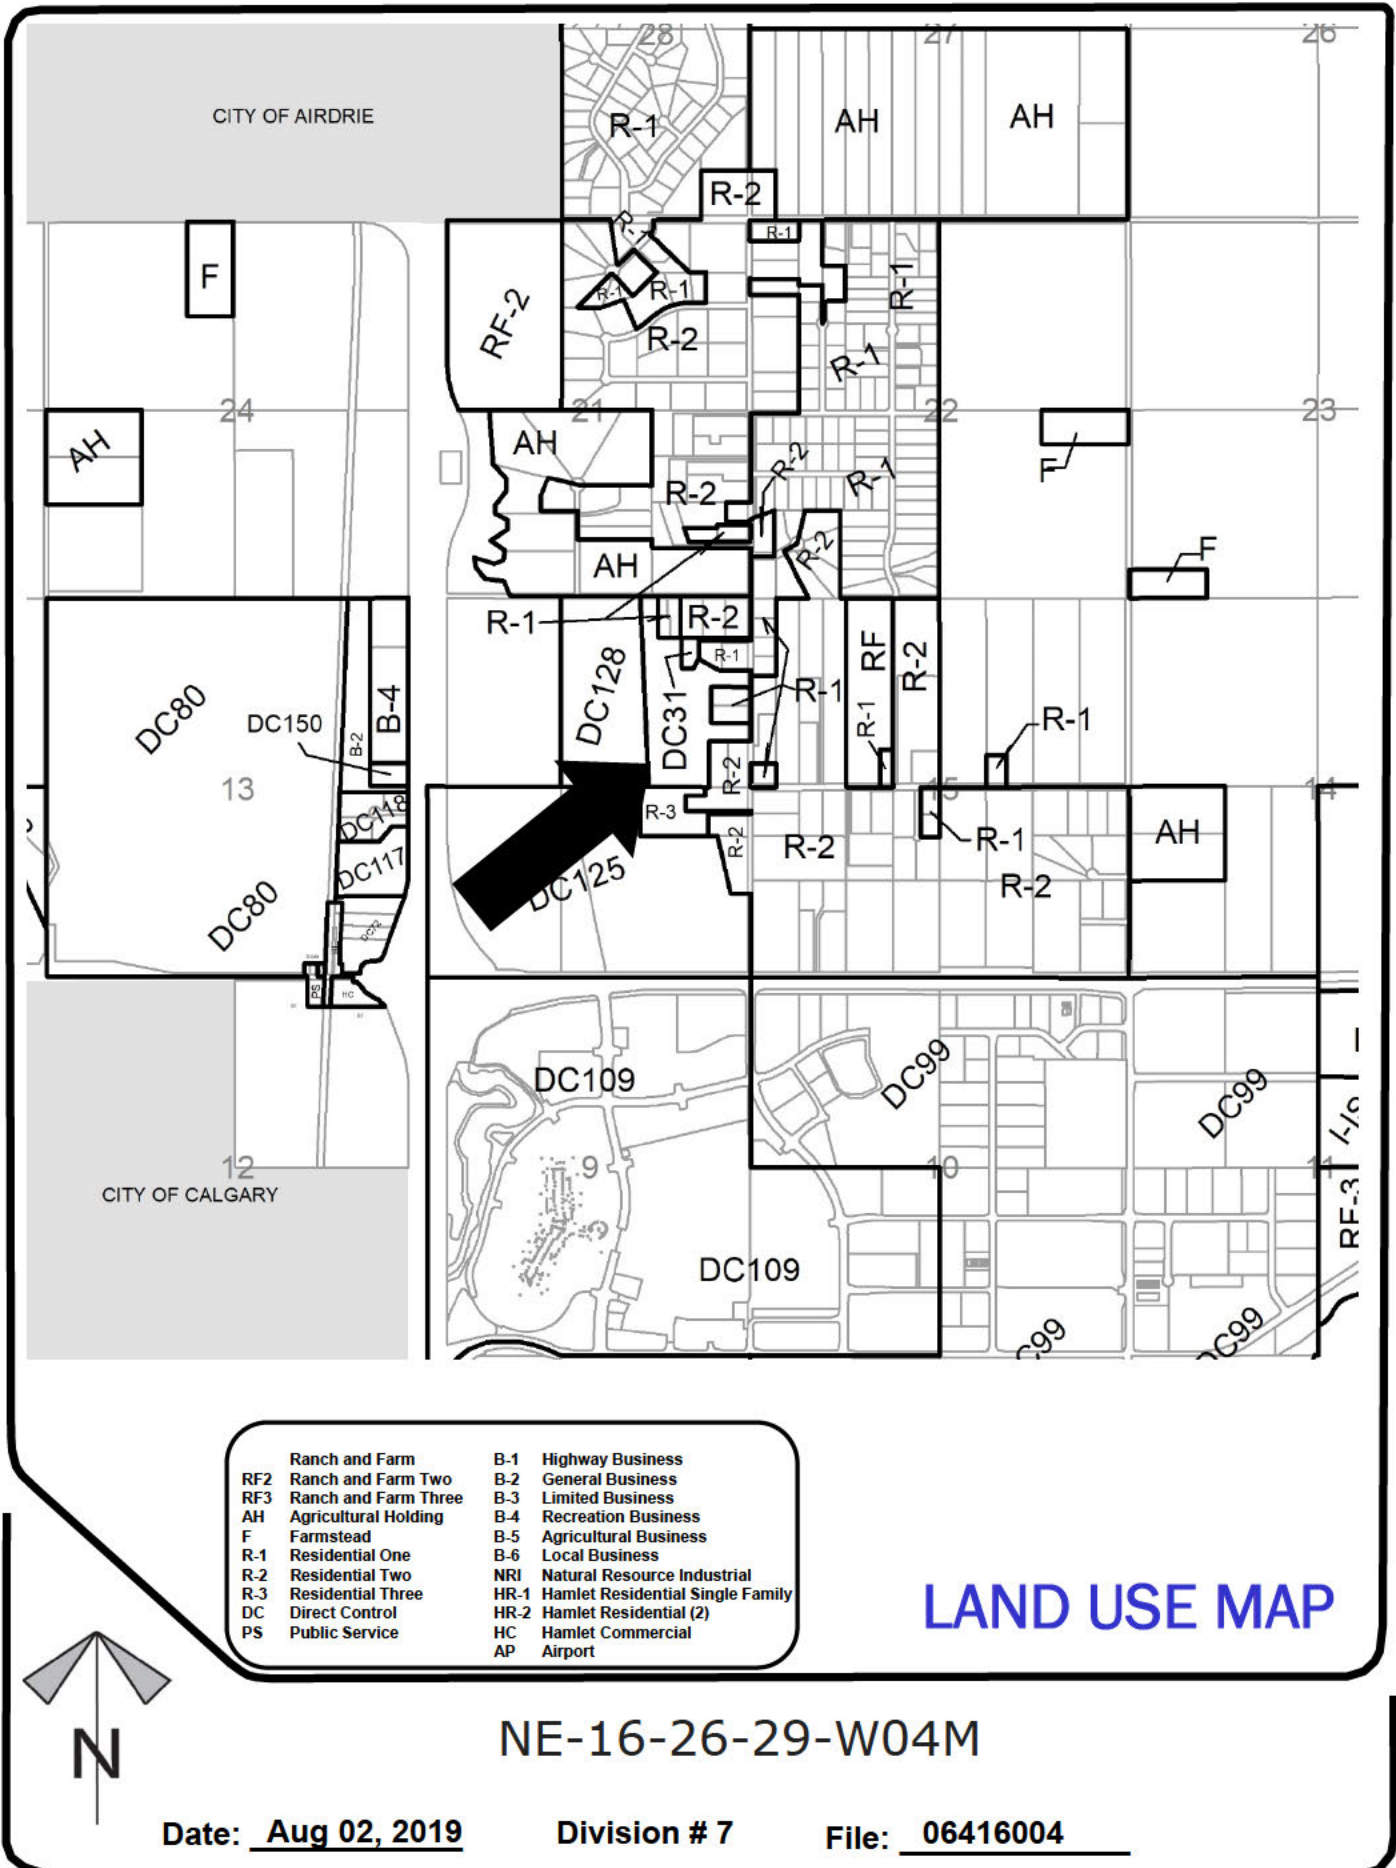 28
27
26
CITY OF AIRDRIE
R-1
AH
AH
R-2
R-1
R-1
F
R-1
R-1
R-1
RF-2
R-2
R-1
24
21
22
23
AH
AH
R-2
R-2
R-1
F
R-2
AH
F
R-1
R-2
RF
R-2
DC128
R-1
DC80
DC150
B-2
B-4
DC31
R-1
R-1
R-1
13
R-2
15
14
DC118
R-3
R-2
R-2
R-1
AH
DC117
DC125
R-2
DC80
DC72
PS
HC
DC109
DC99
DC99
12
9
10
11
CITY OF CALGARY
RF-3
DC109
DC99
Ranch and Farm
RF2 Ranch and Farm Two
RF3 Ranch and Farm Three
AH Agricultural Holding
F Farmstead
R-1 Residential One
R-2 Residential Two
R-3 Residential Three
DC Direct Control
PS Public Service
B-1 Highway Business
B-2 General Business
B-3 Limited Business
B-4 Recreation Business
B-5 Agricultural Business
B-6 Local Business
NRI Natural Resource Industrial
HR-1 Hamlet Residential Single Family
HR-2 Hamlet Residential (2)
HC Hamlet Commercial
AP Airport
LAND USE MAP
N
NE-16-26-29-W04M
Date: Aug 02, 2019 Division # 7 File: 06416004